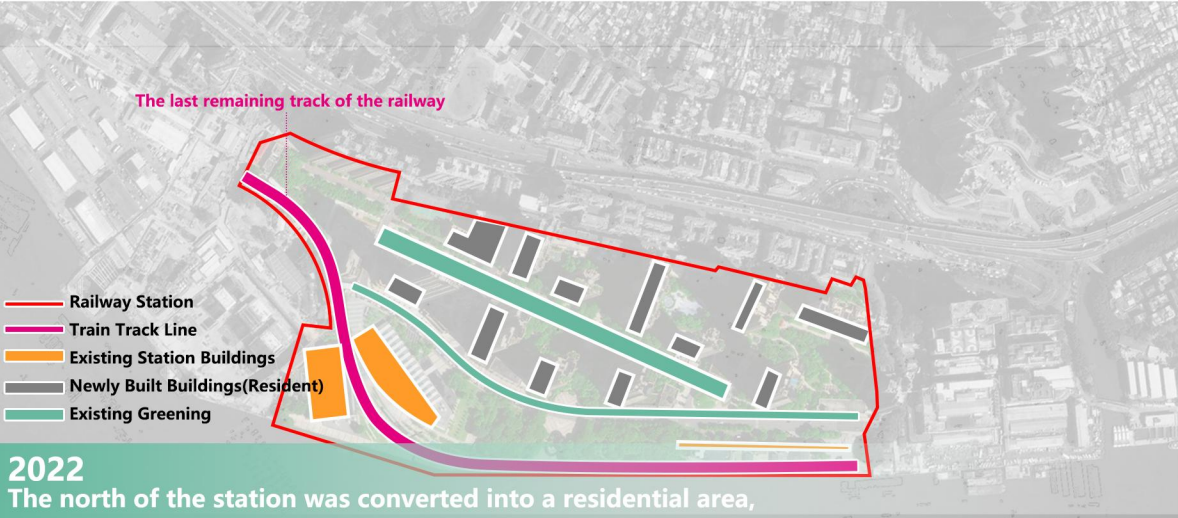 The last remaining track of the railway
Railway Station
Train Track Line
Existing Station Buildings
Newly Built Buildings(Resident)
Existing Greening
2022
The north of the station was converted into a residential area,